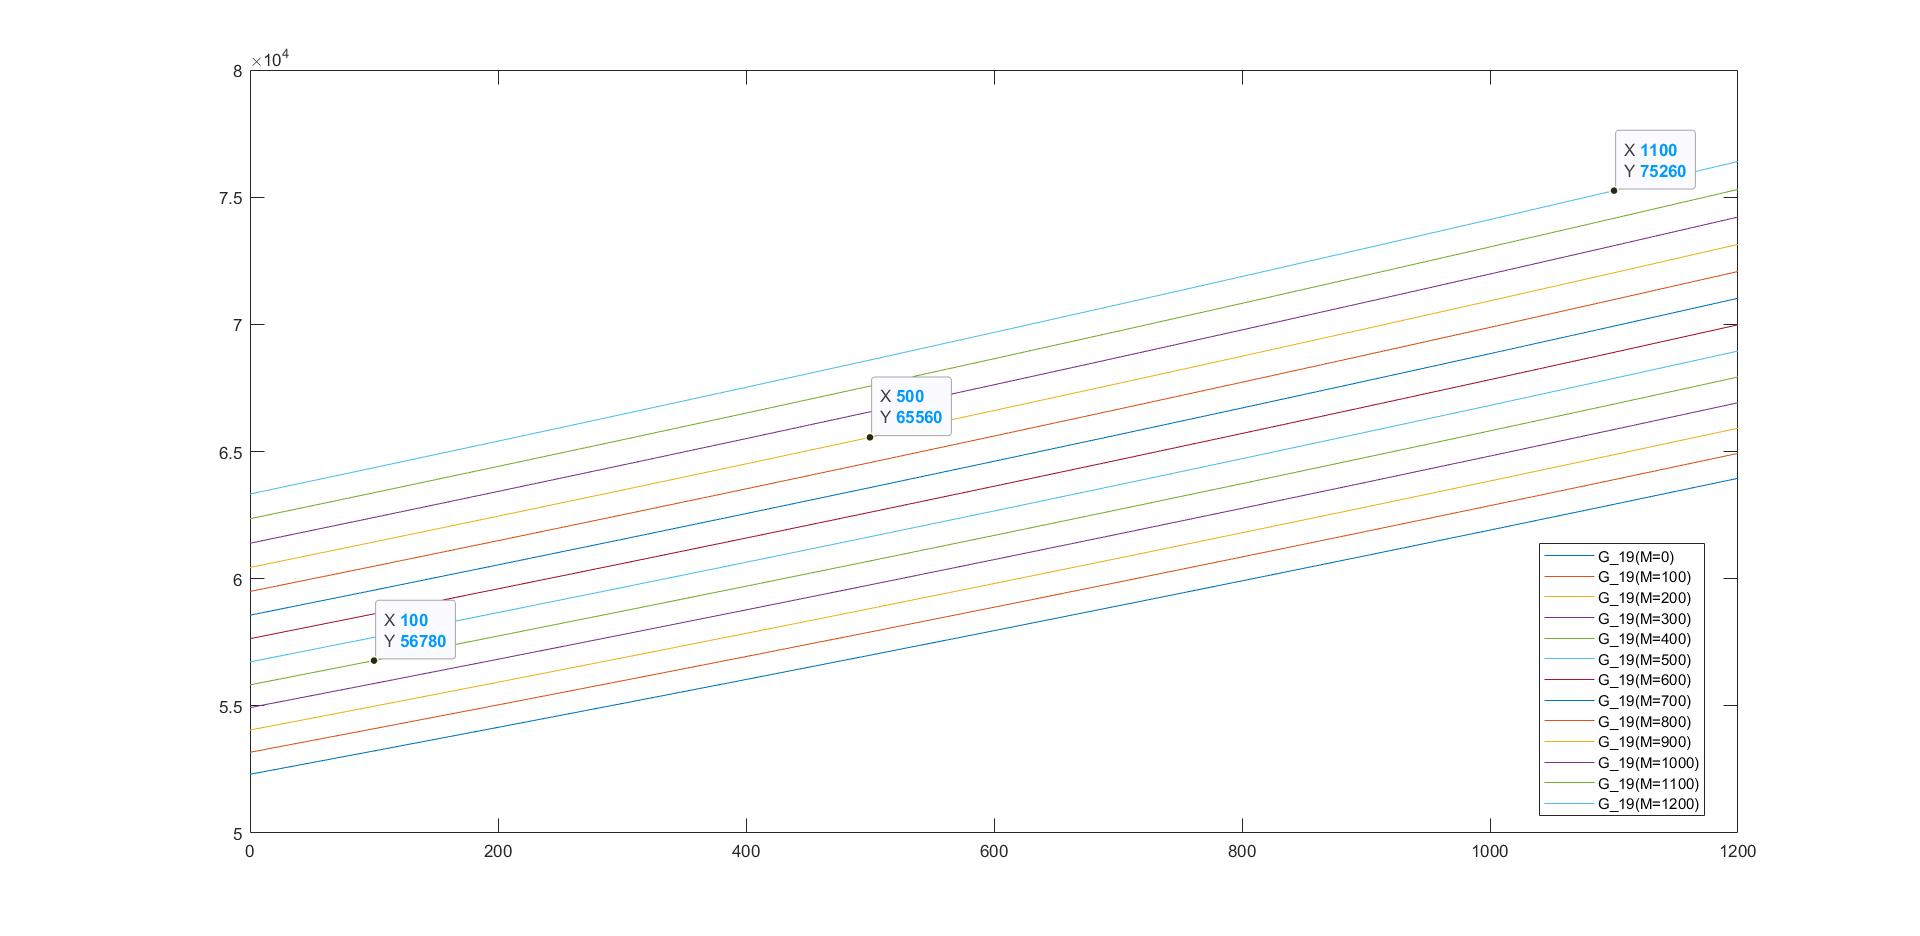 ×10^4
8
7.5
7
6.5
6
5.5
5
0 200 400 600 800 1000 1200
X 1100
Y 75260
X 500
Y 65560
X 100
Y 56780
G_19(M=0)
G_19(M=100)
G_19(M=200)
G_19(M=300)
G_19(M=400)
G_19(M=500)
G_19(M=600)
G_19(M=700)
G_19(M=800)
G_19(M=900)
G_19(M=1000)
G_19(M=1100)
G_19(M=1200)